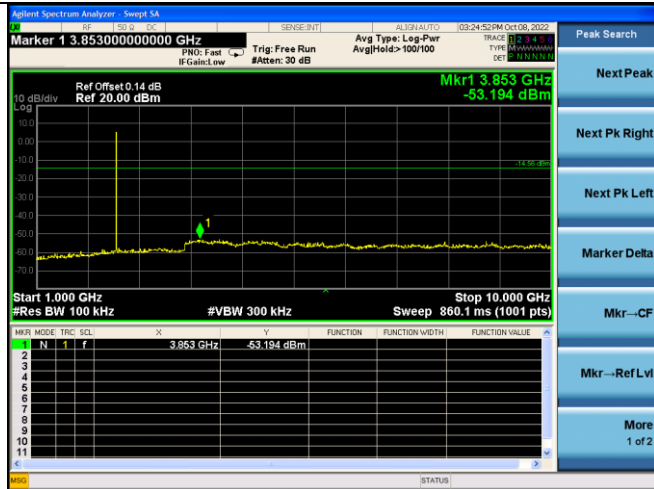 Agilent Spectrum Analyzer - Swept SA
RF 50 Ω DC SENSE:INT ALIGN AUTO 03:24:52PM Oct 08, 2022
Marker 1 3.853000000000 GHz
PNO: Fast
IFGain:Low
Trig: Free Run
#Atten: 30 dB
Avg Type: Log-Pwr
Avg|Hold:>100/100
TRACE 1 2 3 4 5 6
TYPE M
DET P N N N N N
Peak Search
Next Peak
Next Pk Right
Next Pk Left
Marker Delta
Mkr→CF
Mkr→Ref Lvl
More
1 of 2
Mkr1 3.853 GHz
-53.194 dBm
Ref Offset 0.14 dB
10 dB/div Ref 20.00 dBm
Log
10.0
0.00
-10.0
-20.0
-30.0
-40.0
-50.0
-60.0
-70.0
-14.56 dBm
1
Start 1.000 GHz Stop 10.000 GHz
#Res BW 100 kHz #VBW 300 kHz Sweep 860.1 ms (1001 pts)
MKR MODE TRC SCL X Y FUNCTION FUNCTION WIDTH FUNCTION VALUE
1 N 1 f 3.853 GHz -53.194 dBm
2
3
4
5
6
7
8
9
10
11
MSG STATUS